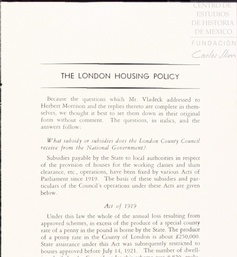 CENTRO DE
ESTUDIOS
DE HISTORIA
DE MÉXICO
FUNDACIÓN
Carlos Slim
THE LONDON HOUSING POLICY
Because the questions which Mr. Vladeck addressed to
Herbert Morrison and the replies thereto are complete in them-
selves, we thought it best to set them down in their original
form without comment. The questions, in italics, and the
answers follow:
What subsidy or subsidies does the London County Council
receive from the National Government?
Subsidies payable by the State to local authorities in respect
of the provision of houses for the working classes and slum
clearance, etc., operations, have been fixed by various Acts of
Parliament since 1919. The basis of these subsidies and par-
ticulars of the Council's operations under these Acts are given
below.
Act of 1919
Under this law the whole of the annual loss resulting from
approved schemes, in excess of the produce of a special county
rate of a penny in the pound is borne by the State. The produce
of a penny rate in the County of London is about £250,000.
State assistance under this Act was subsequently restricted to
houses approved before July 14, 1921. The number of dwell-